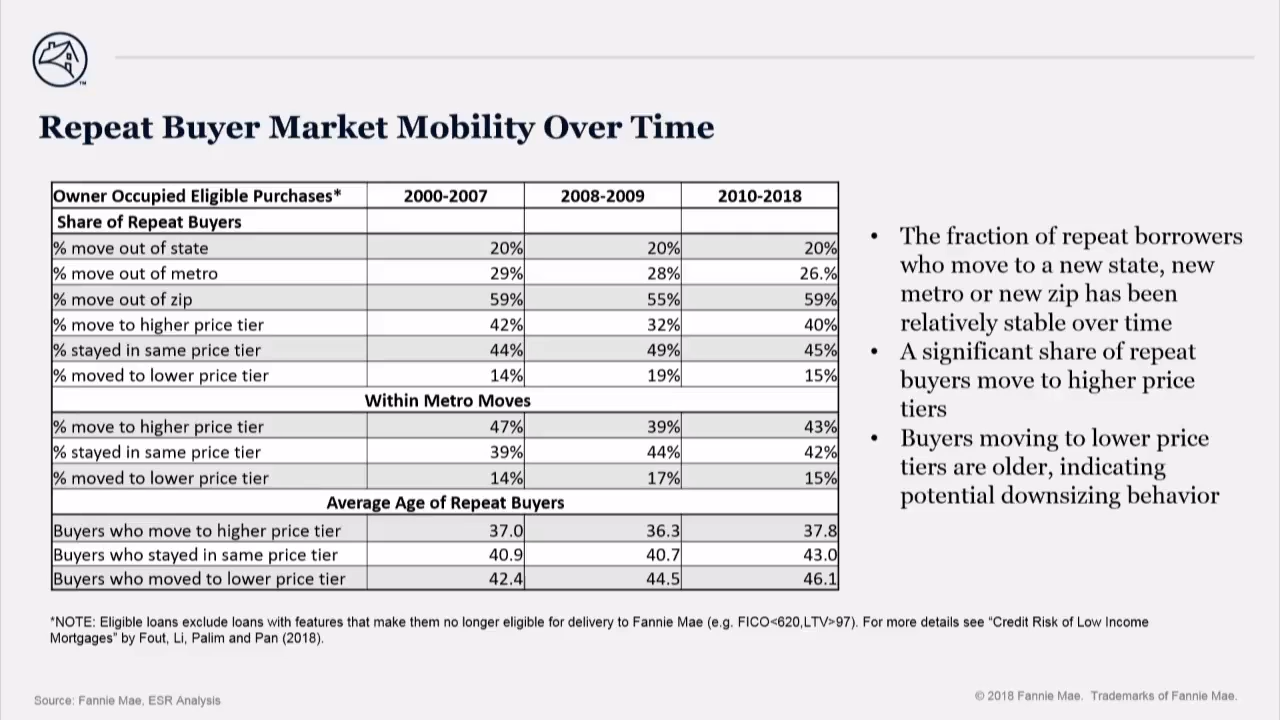 Repeat Buyer Market Mobility Over Time
Owner Occupied Eligible Purchases* 2000-2007 2008-2009 2010-2018
Share of Repeat Buyers
% move out of state 20% 20% 20%
% move out of metro 29% 28% 26.%
% move out of zip 59% 55% 59%
% move to higher price tier 42% 32% 40%
% stayed in same price tier 44% 49% 45%
% moved to lower price tier 14% 19% 15%
Within Metro Moves
% move to higher price tier 47% 39% 43%
% stayed in same price tier 39% 44% 42%
% moved to lower price tier 14% 17% 15%
Average Age of Repeat Buyers
Buyers who move to higher price tier 37.0 36.3 37.8
Buyers who stayed in same price tier 40.9 40.7 43.0
Buyers who moved to lower price tier 42.4 44.5 46.1
• The fraction of repeat borrowers
who move to a new state, new
metro or new zip has been
relatively stable over time
• A significant share of repeat
buyers move to higher price
tiers
• Buyers moving to lower price
tiers are older, indicating
potential downsizing behavior
*NOTE: Eligible loans exclude loans with features that make them no longer eligible for delivery to Fannie Mae (e.g. FICO<620,LTV>97). For more details see “Credit Risk of Low Income
Mortgages” by Fout, Li, Palim and Pan (2018).
Source: Fannie Mae, ESR Analysis
© 2018 Fannie Mae. Trademarks of Fannie Mae.